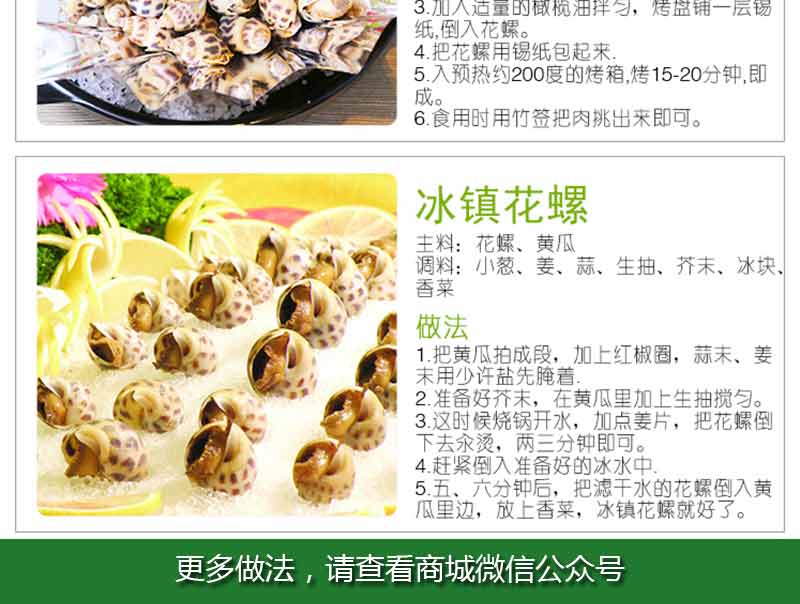 3.加入适量的橄榄油拌匀，烤盘铺一层锡
纸,倒入花螺。
4.把花螺用锡纸包起来.
5.入预热约200度的烤箱,烤15-20分钟,即
成。
6.食用时用竹签把肉挑出来即可。
冰镇花螺
主料：花螺、黄瓜
调料：小葱、姜、蒜、生抽、芥末、冰块、
香菜
做法
1.把黄瓜拍成段，加上红椒圈，蒜末、姜
末用少许盐先腌着.
2.准备好芥末，在黄瓜里加上生抽搅匀。
3.这时候烧锅开水，加点姜片，把花螺倒
下去汆烫，两三分钟即可。
4.赶紧倒入准备好的冰水中.
5.五、六分钟后，把滤干水的花螺倒入黄
瓜里边，放上香菜，冰镇花螺就好了。
更多做法，请查看商城微信公众号